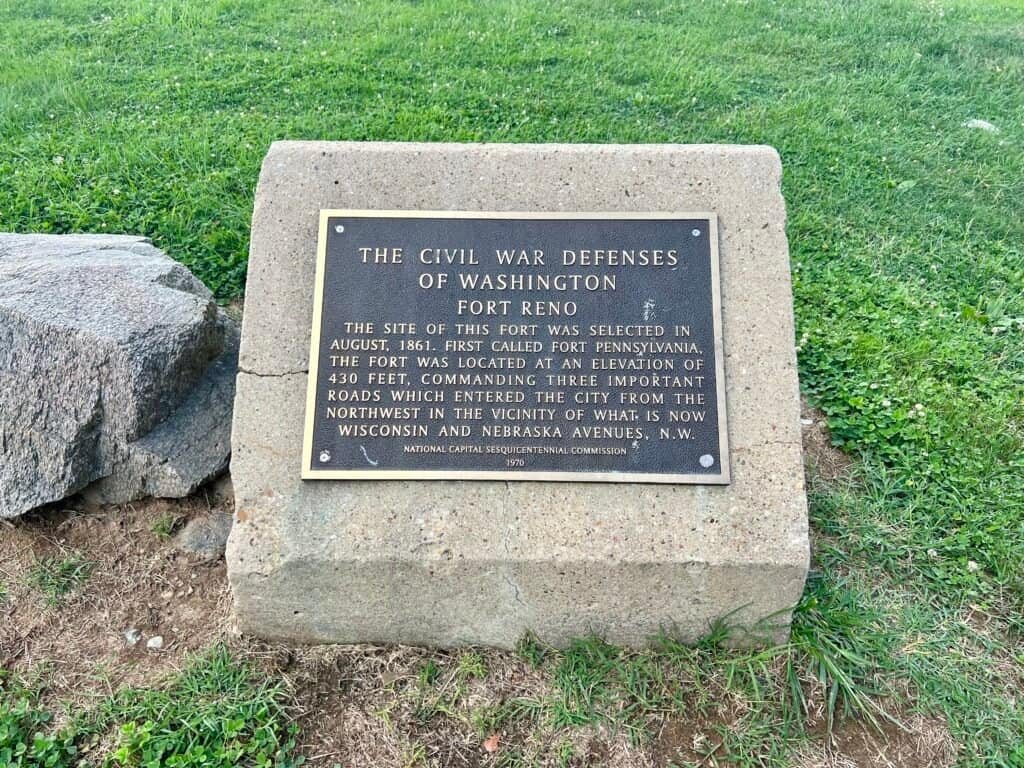 THE CIVIL WAR DEFENSES
OF WASHINGTON
FORT RENO
THE SITE OF THIS FORT WAS SELECTED IN
AUGUST, 1861. FIRST CALLED FORT PENNSYLVANIA,
THE FORT WAS LOCATED AT AN ELEVATION OF
430 FEET, COMMANDING THREE IMPORTANT
ROADS WHICH ENTERED THE CITY FROM THE
NORTHWEST IN THE VICINITY OF WHAT IS NOW
WISCONSIN AND NEBRASKA AVENUES, N.W.
NATIONAL CAPITAL SESQUICENTENNIAL COMMISSION
1970